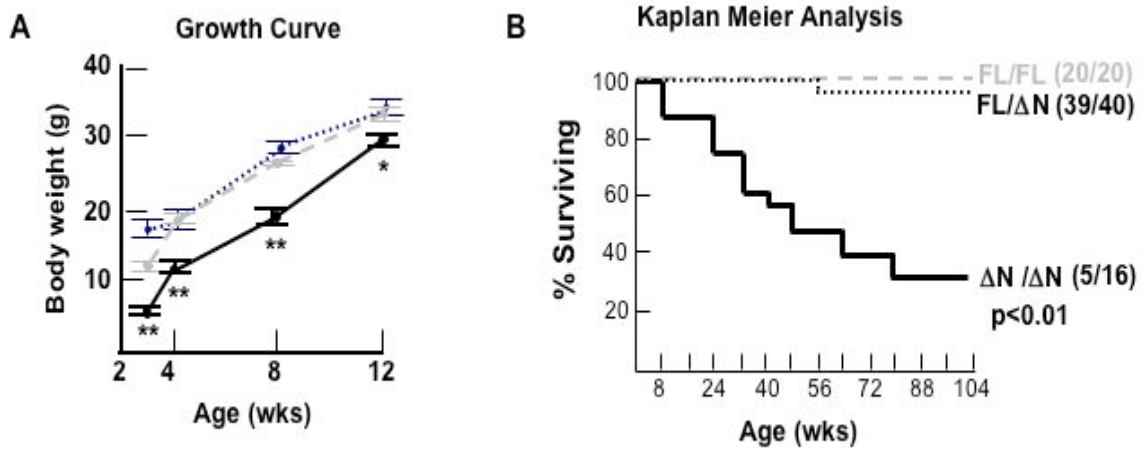 A
Growth Curve
Body weight (g)
40
30
20
10
**
**
**
*
2 4 8 12
Age (wks)
B
Kaplan Meier Analysis
% Surviving
100
80
60
40
20
FL/FL (20/20)
FL/ΔN (39/40)
ΔN /ΔN (5/16)
p<0.01
8 24 40 56 72 88 104
Age (wks)